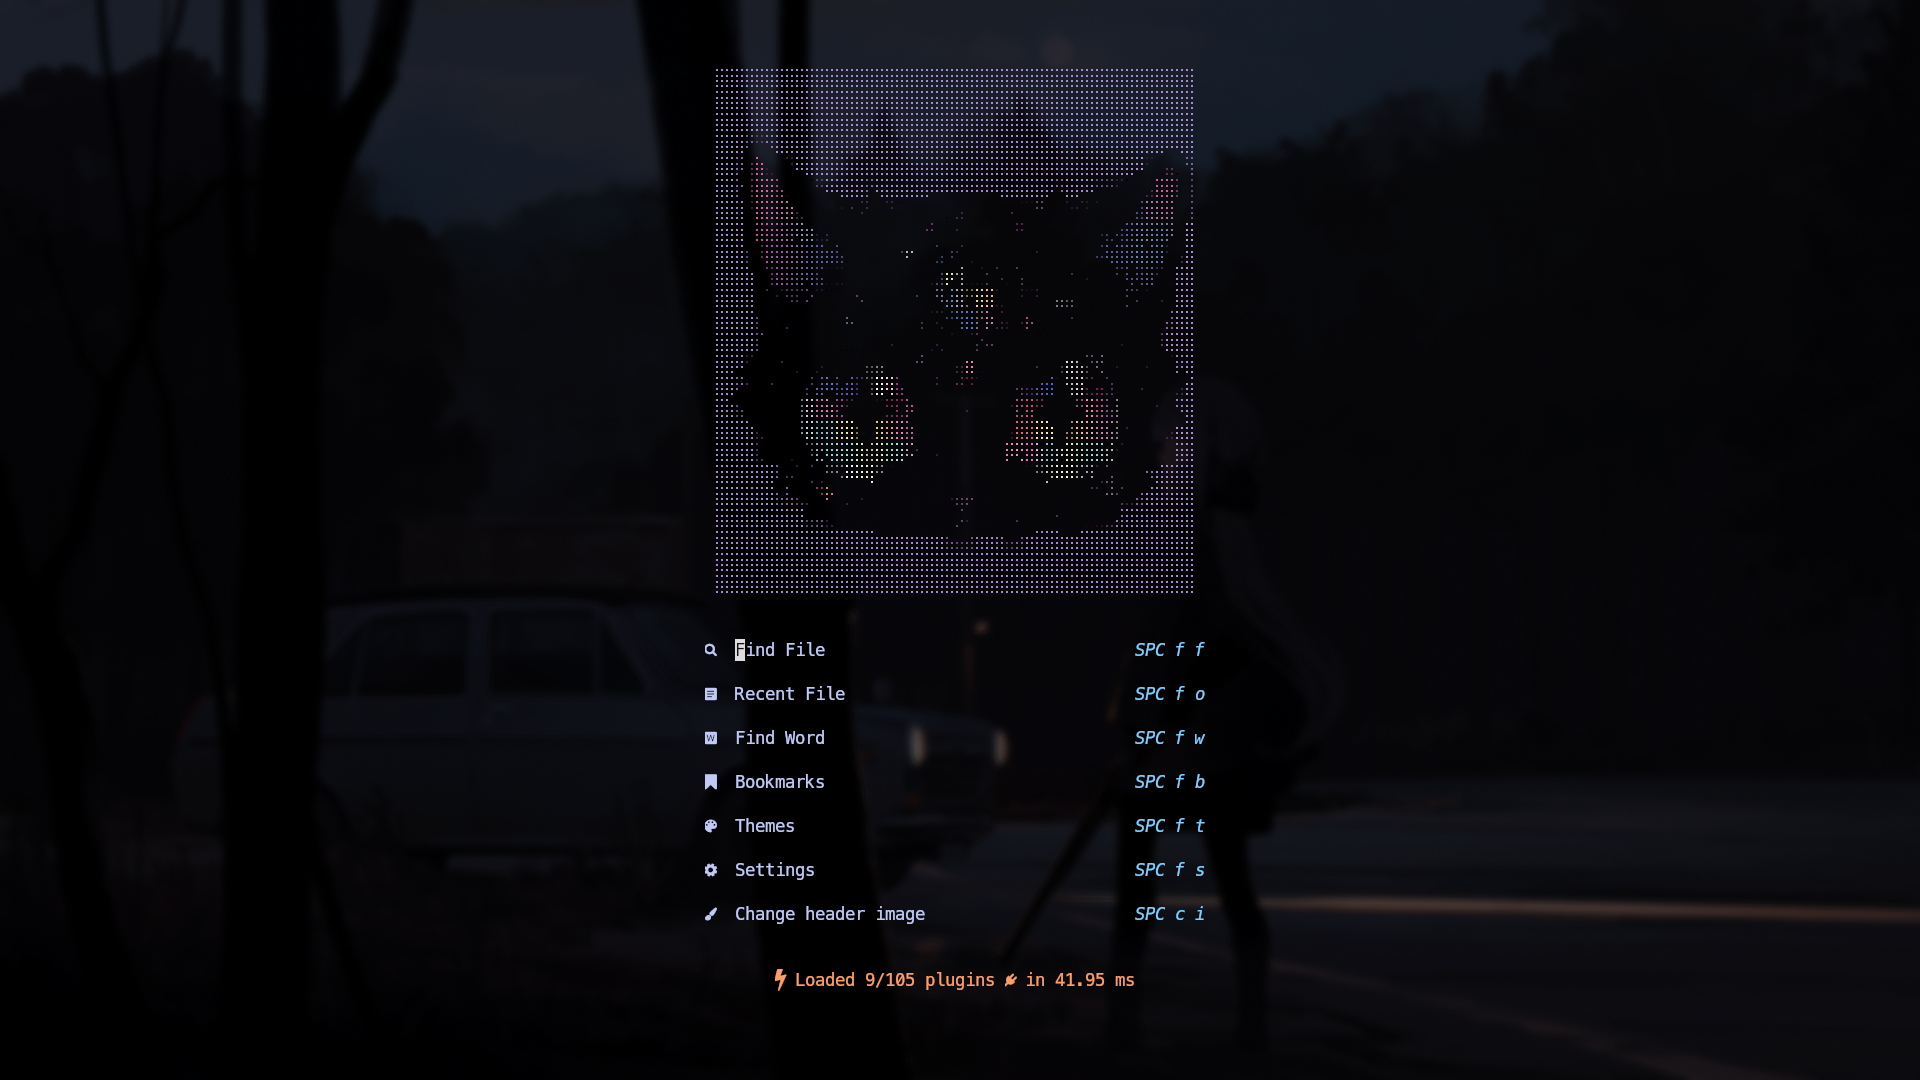 Find File SPC f f
Recent File SPC f o
Find Word SPC f w
Bookmarks SPC f b
Themes SPC f t
Settings SPC f s
Change header image SPC c i
Loaded 9/105 plugins in 41.95 ms